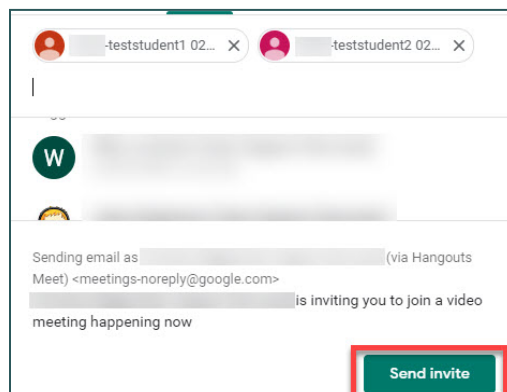 -teststudent1 02... -teststudent2 02...
W
Sending email as (via Hangouts
Meet) <meetings-noreply@google.com>
is inviting you to join a video
meeting happening now
Send invite